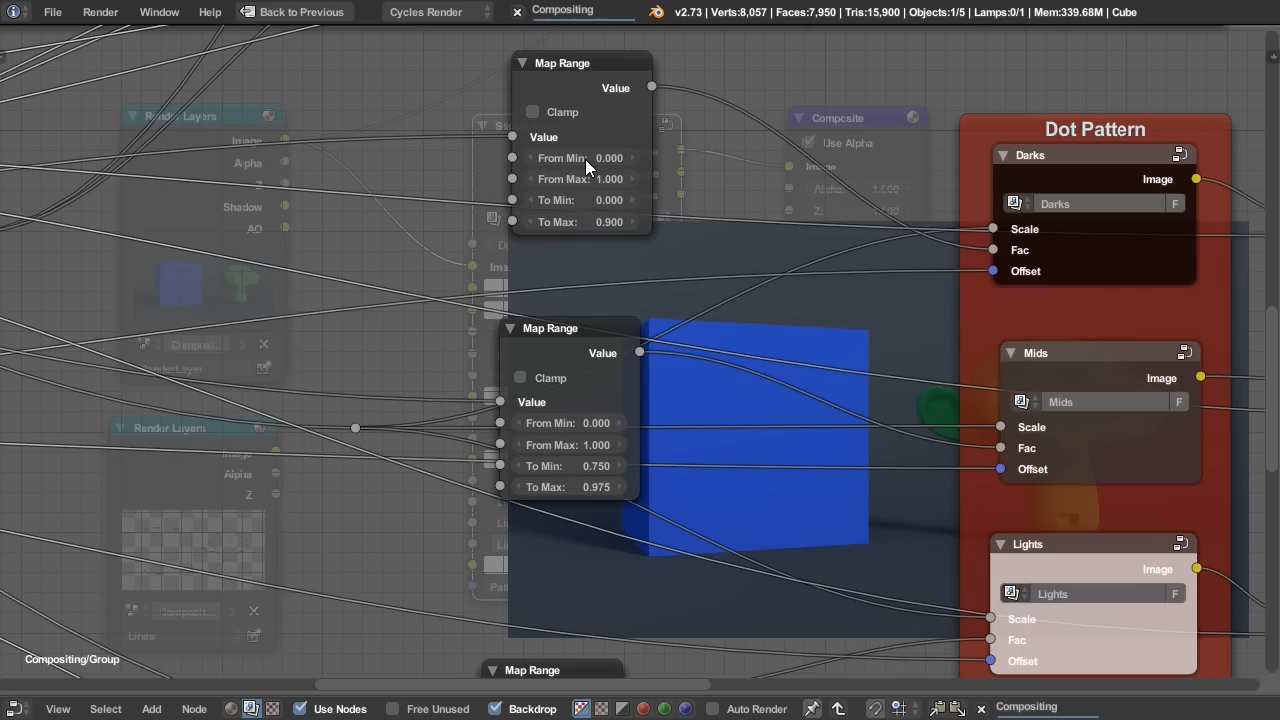 File Render Window Help Back to Previous Cycles Render Compositing v2.73 | Verts:8,057 | Faces:7,950 | Tris:15,900 | Objects:1/5 | Lamps:0/1 | Mem:339.68M | Cube
Map Range
Value
Clamp
Value
From Min: 0.000
From Max: 1.000
To Min: 0.000
To Max: 0.900
Render Layers
Image
Alpha
Z
Shadow
AO
RenderLayer
Composite
Use Alpha
Image
Alpha: 1.000
Z:
Dot Pattern
Darks
Image
Darks F
Scale
Fac
Offset
Map Range
Value
Clamp
Value
From Min: 0.000
From Max: 1.000
To Min: 0.750
To Max: 0.975
Mids
Image
Mids F
Scale
Fac
Offset
Render Layers
Image
Alpha
Z
Lines
Lights
Image
Lights F
Scale
Fac
Offset
Map Range
Compositing/Group
View Select Add Node Use Nodes Free Unused Backdrop Auto Render Compositing